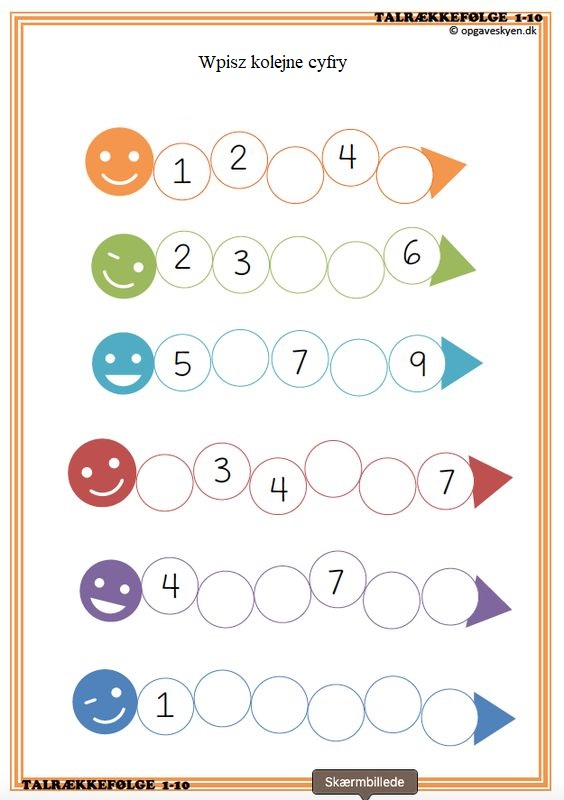 TALRÆKKEFØLGE 1-10
© opgaveskyen.dk
Wpisz kolejne cyfry
1 2 4
2 3 6
5 7 9
3 4 7
4 7
1
TALRÆKKEFØLGE 1-10
Skærmbillede